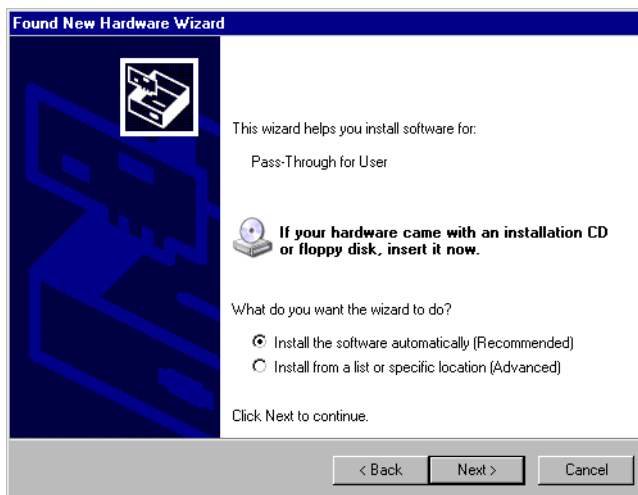 Found New Hardware Wizard
This wizard helps you install software for:
Pass-Through for User
If your hardware came with an installation CD
or floppy disk, insert it now.
What do you want the wizard to do?
Install the software automatically (Recommended)
Install from a list or specific location (Advanced)
Click Next to continue.
< Back
Next >
Cancel